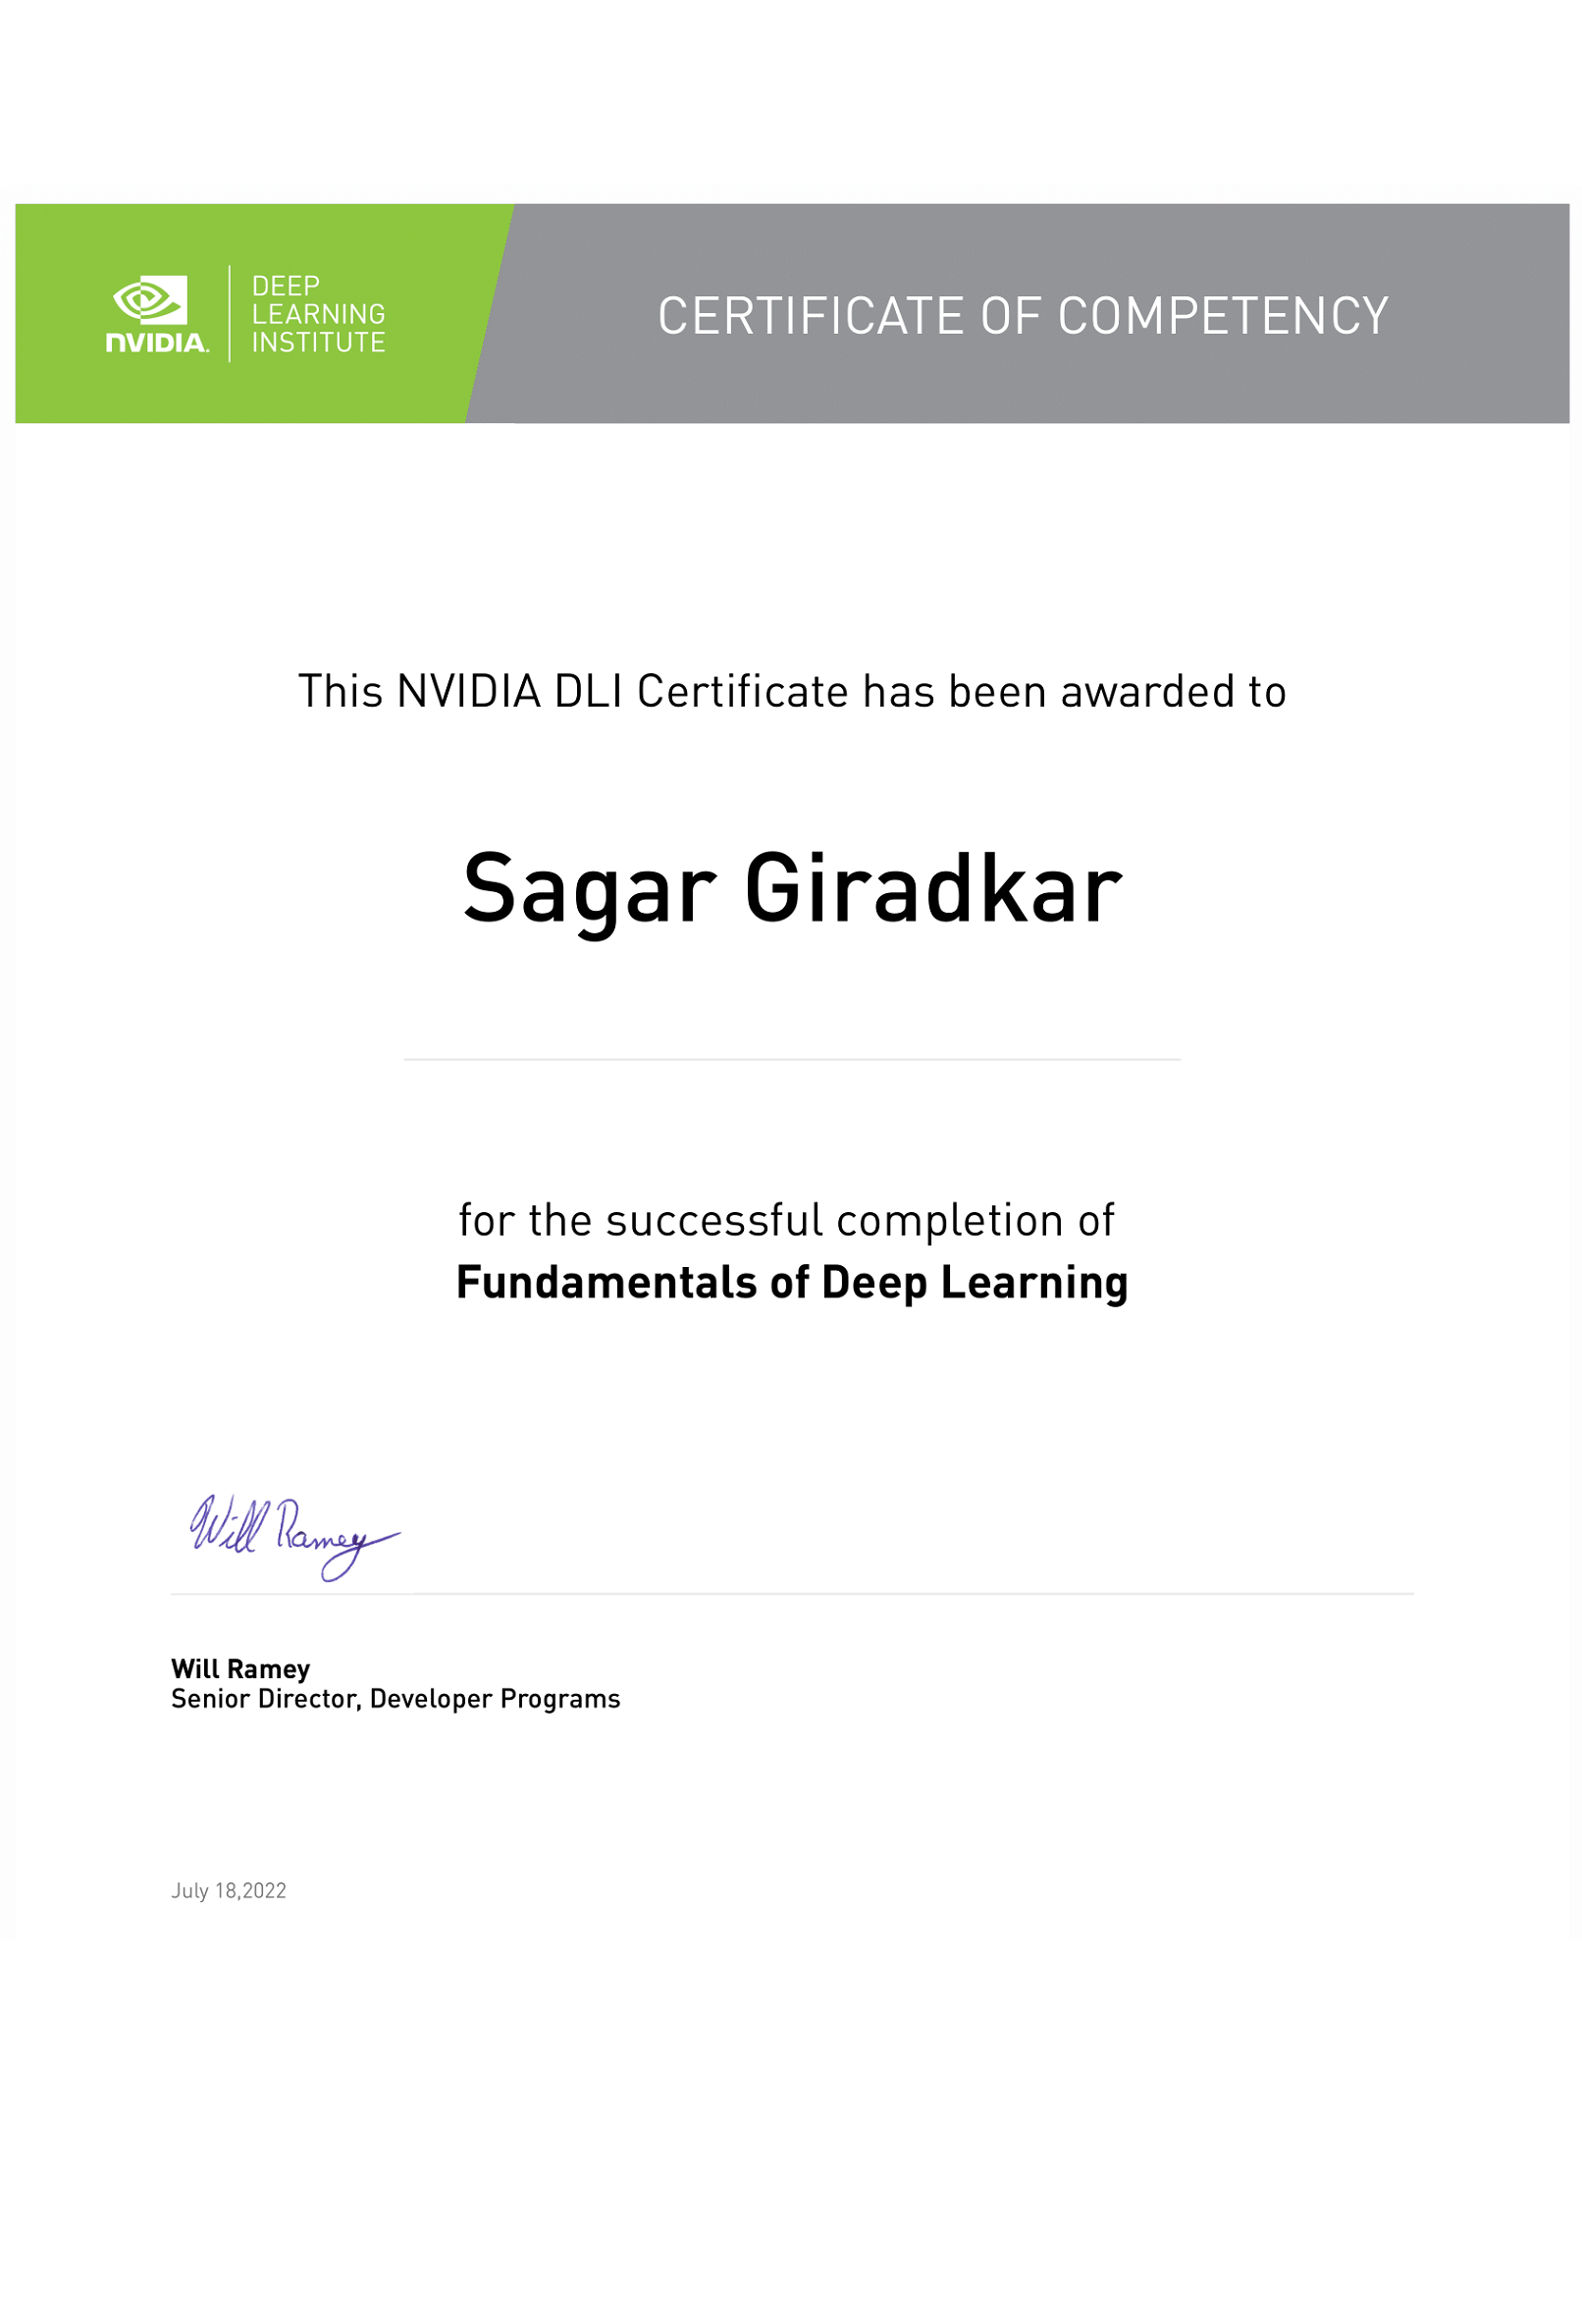 NVIDIA.
DEEP
LEARNING
INSTITUTE
CERTIFICATE OF COMPETENCY
This NVIDIA DLI Certificate has been awarded to
Sagar Giradkar
for the successful completion of
Fundamentals of Deep Learning
Will Ramey
Will Ramey
Senior Director, Developer Programs
July 18,2022